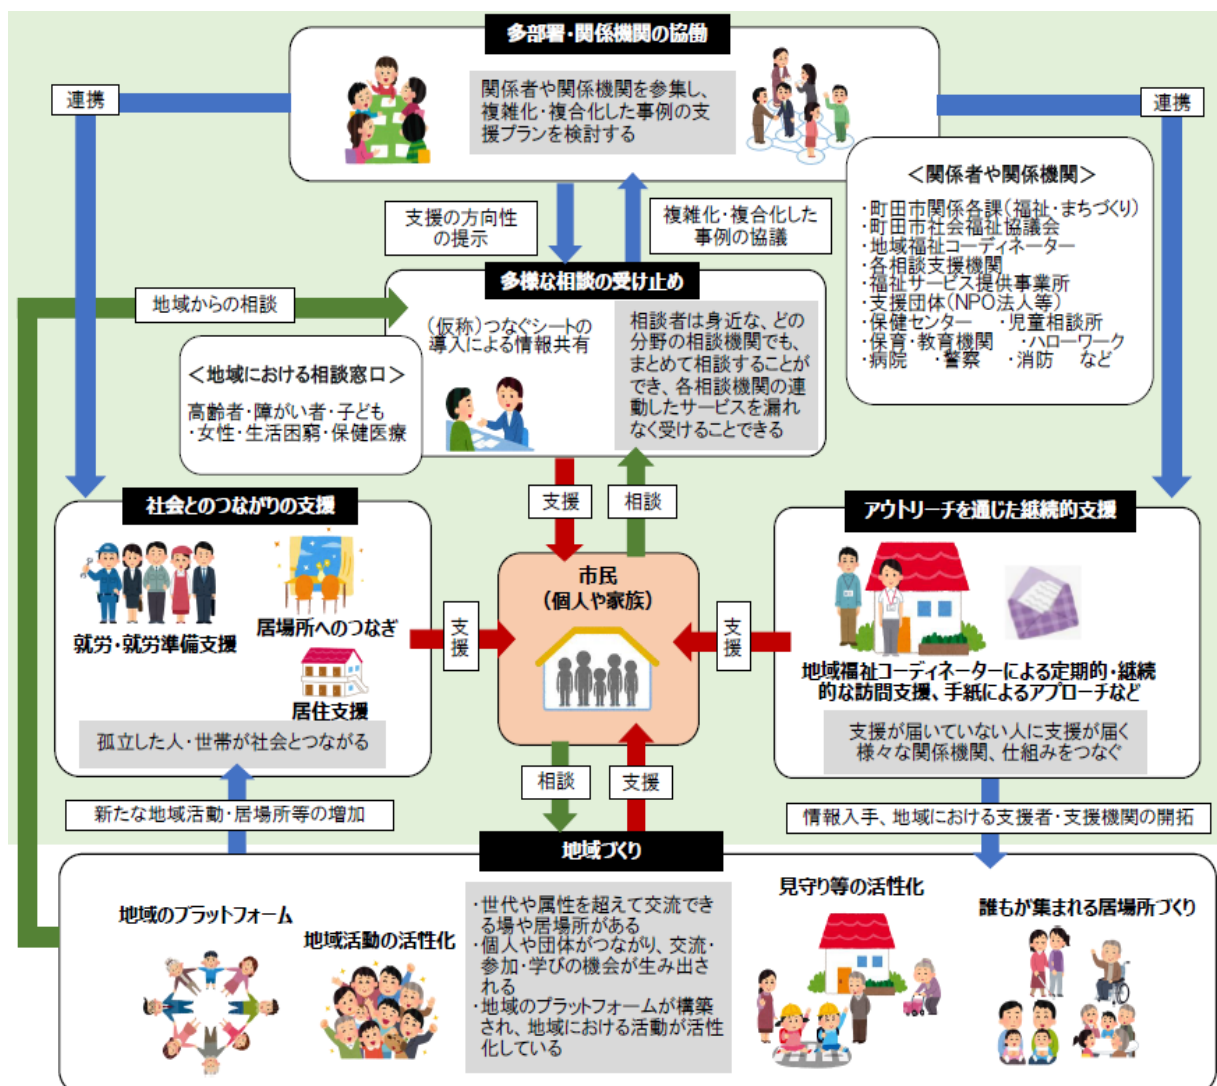 多部署・関係機関の協働
関係者や関係機関を参集し、
複雑化・複合化した事例の支
援プランを検討する
連携
連携
＜関係者や関係機関＞
・町田市関係各課(福祉・まちづくり)
・町田市社会福祉協議会
・地域福祉コーディネーター
・各相談支援機関
・福祉サービス提供事業所
・支援団体(NPO法人等)
・保健センター　・児童相談所
・保育・教育機関　・ハローワーク
・病院　・警察　・消防　など
支援の方向性
の提示
複雑化・複合化した
事例の協議
多様な相談の受け止め
地域からの相談
(仮称)つなぐシートの
導入による情報共有
相談者は身近な、どの
分野の相談機関でも、
まとめて相談することが
でき、各相談機関の連
動したサービスを漏れ
なく受けることできる
＜地域における相談窓口＞
高齢者・障がい者・子ども
・女性・生活困窮・保健医療
支援
相談
社会とのつながりの支援
就労・就労準備支援
居場所へのつなぎ
居住支援
孤立した人・世帯が社会とつながる
支援
市民
(個人や家族)
支援
アウトリーチを通じた継続的支援
地域福祉コーディネーターによる定期的・継続
的な訪問支援、手紙によるアプローチなど
支援が届いていない人に支援が届く
様々な関係機関、仕組みをつなぐ
相談
支援
新たな地域活動・居場所等の増加
情報入手、地域における支援者・支援機関の開拓
地域づくり
地域のプラットフォーム
地域活動の活性化
・世代や属性を超えて交流でき
る場や居場所がある
・個人や団体がつながり、交流・
参加・学びの機会が生み出さ
れる
・地域のプラットフォームが構築
され、地域における活動が活性
化している
見守り等の活性化
誰もが集まれる居場所づくり